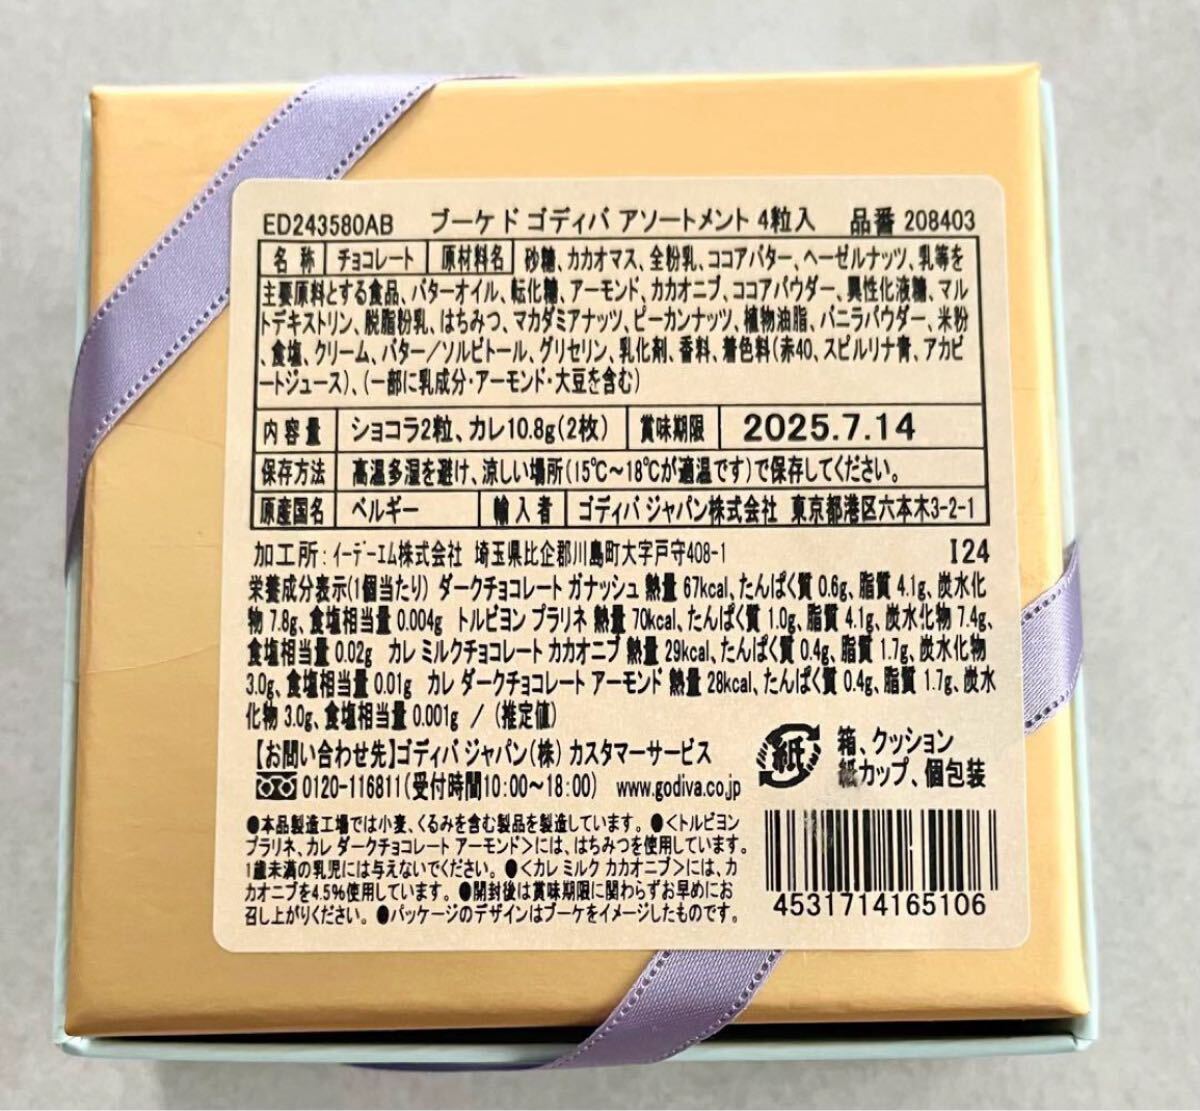 ED243580AB ブーケ ド ゴディバ アソートメント 4粒入 品番 208403
名 称 チョコレート 原材料名 砂糖、カカオマス、全粉乳、ココアバター、ヘーゼルナッツ、乳等を
主要原料とする食品、バターオイル、転化糖、アーモンド、カカオニブ、ココアパウダー、異性化液糖、マル
トデキストリン、脱脂粉乳、はちみつ、マカダミアナッツ、ピーカンナッツ、植物油脂、バニラパウダー、米粉
、食塩、クリーム、バター/ソルビトール、グリセリン、乳化剤、香料、着色料(赤40、スピルリナ青、アカビ
ートジュース)、(一部に乳成分・アーモンド・大豆を含む)
内容量 ショコラ2粒、カレ10.8g(2枚) 賞味期限 2025.7.14
保存方法 高温多湿を避け、涼しい場所(15℃~18℃が適温です)で保存してください。
原産国名 ベルギー 輸入者 ゴディバ ジャパン株式会社 東京都港区六本木3-2-1
加工所:イーデーエム株式会社 埼玉県比企郡川島町大字戸守408-1 I24
栄養成分表示(1個当たり) ダークチョコレート ガナッシュ 熱量 67kcal、たんぱく質 0.6g、脂質 4.1g、炭水化
物 7.8g、食塩相当量 0.004g トルビヨン プラリネ 熱量 70kcal、たんぱく質 1.0g、脂質 4.1g、炭水化物 7.4g、
食塩相当量 0.02g カレ ミルクチョコレート カカオニブ 熱量 29kcal、たんぱく質 0.4g、脂質 1.7g、炭水化物
3.0g、食塩相当量 0.01g カレ ダークチョコレート アーモンド 熱量 28kcal、たんぱく質 0.4g、脂質 1.7g、炭水
化物 3.0g、食塩相当量 0.001g / (推定値)
【お問い合わせ先】ゴディバ ジャパン(株) カスタマーサービス
0120-116811(受付時間10:00~18:00) www.godiva.co.jp
紙 箱、クッション
紙カップ、個包装
●本品製造工場では小麦、くるみを含む製品を製造しています。●<トルビヨン
プラリネ、カレ ダークチョコレート アーモンド>には、はちみつを使用しています。
1歳未満の乳児には与えないでください。●<カレ ミルク カカオニブ>には、カ
カオニブを4.5%使用しています。●開封後は賞味期限に関わらずお早めにお
召し上がりください。●パッケージのデザインはブーケをイメージしたものです。
4531714165106